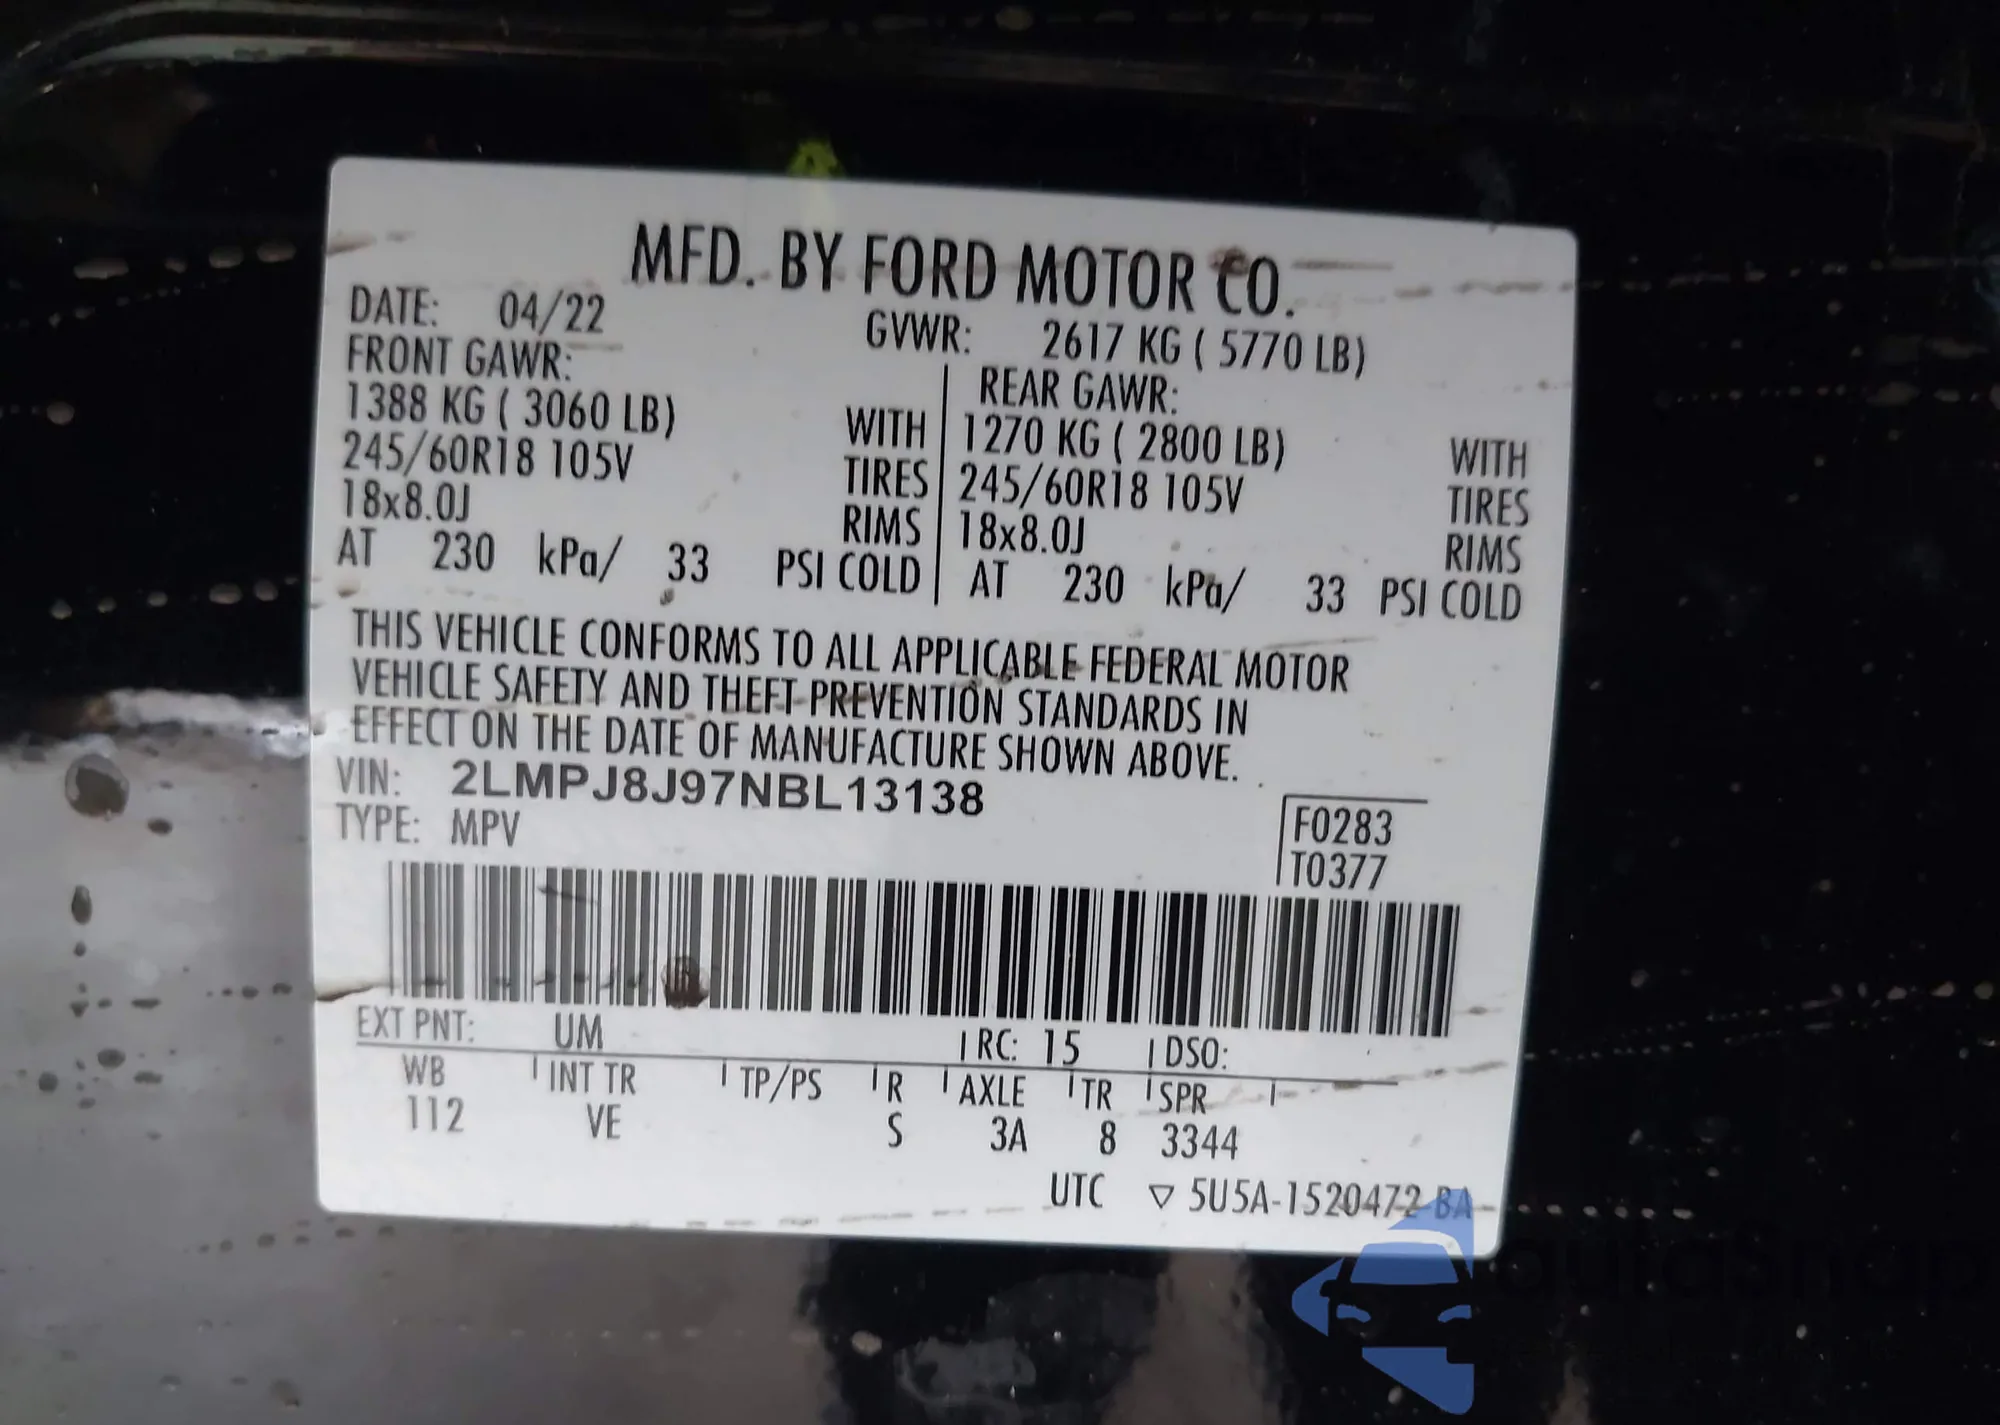 MFD. BY FORD MOTOR CO.
DATE: 04/22 GVWR: 2617 KG ( 5770 LB)
FRONT GAWR: REAR GAWR:
1388 KG ( 3060 LB) WITH 1270 KG ( 2800 LB) WITH
245/60R18 105V TIRES 245/60R18 105V TIRES
18x8.0J RIMS 18x8.0J RIMS
AT 230 kPa/ 33 PSI COLD AT 230 kPa/ 33 PSI COLD
THIS VEHICLE CONFORMS TO ALL APPLICABLE FEDERAL MOTOR
VEHICLE SAFETY AND THEFT PREVENTION STANDARDS IN
EFFECT ON THE DATE OF MANUFACTURE SHOWN ABOVE.
VIN: 2LMPJ8J97NBL13138
TYPE: MPV
F0283
T0377
EXT PNT: UM RC: 15 DSO:
WB INT TR TP/PS R AXLE TR SPR
112 VE S 3A 8 3344
UTC ▽ 5U5A-1520472-BA